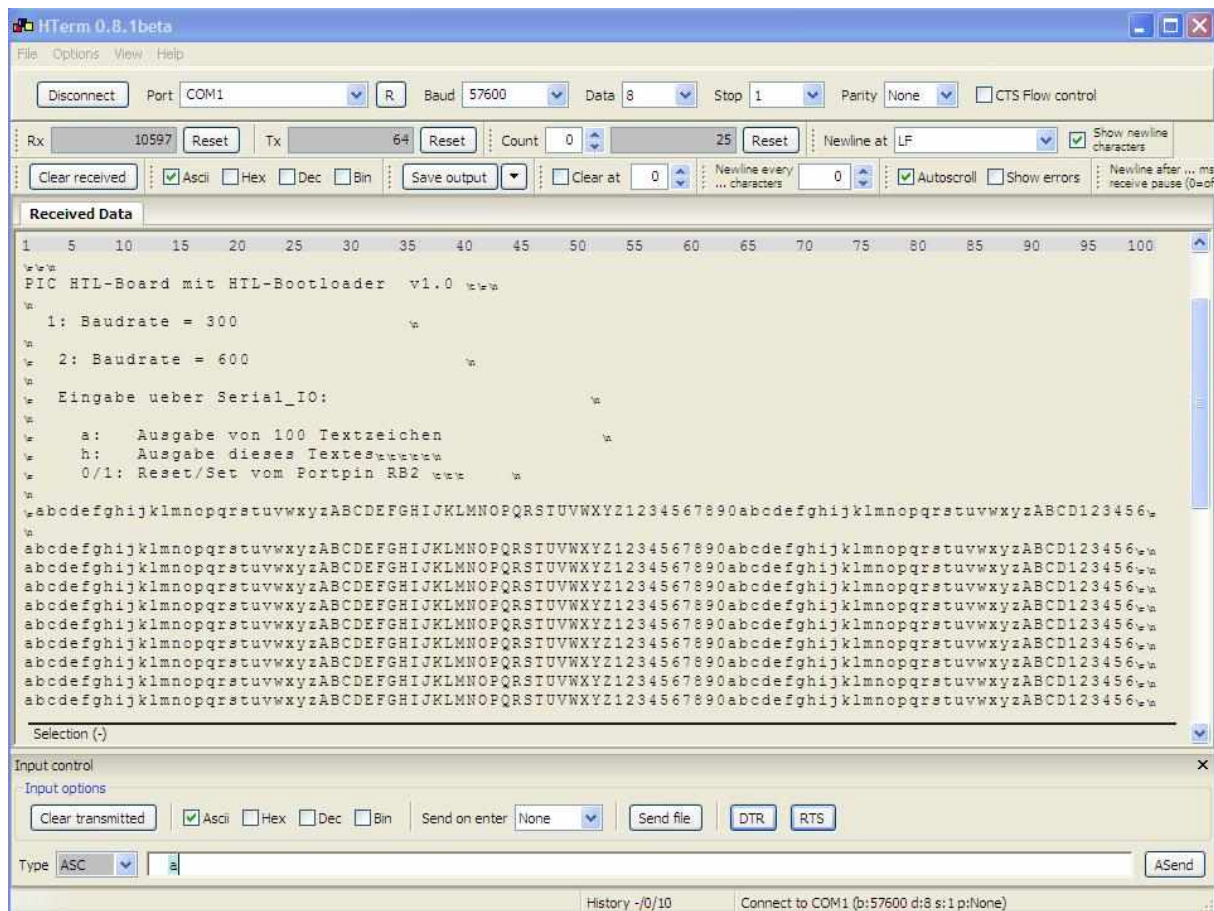 HTerm 0.8.1beta
File Options View Help
Disconnect Port COM1 R Baud 57600 Data 8 Stop 1 Parity None CTS Flow control
Rx 10597 Reset Tx 64 Reset Count 0 25 Reset Newline at LF Show newline characters
Clear received Ascii Hex Dec Bin Save output Clear at 0 Newline every ... characters 0 Autoscroll Show errors Newline after ... ms receive pause (0=of
Received Data
1 5 10 15 20 25 30 35 40 45 50 55 60 65 70 75 80 85 90 95 100
\r\r\n
PIC HTL-Board mit HTL-Bootloader v1.0 \r\r\n
\n
1: Baudrate = 300 \n
\n
\r 2: Baudrate = 600 \n
\n
\r Eingabe ueber Serial_IO: \n
\n
\r a: Ausgabe von 100 Textzeichen \n
\r h: Ausgabe dieses Textes
\r 0/1: Reset/Set vom Portpin RB2 \n
\n
\rabcdefghijklmnopqrstuvwxyzABCDEFGHIJKLMNOPQRSTUVWXYZ1234567890abcdefghijklmnopqrstuvwxyzABCD123456\r
\n
abcdefghijklmnopqrstuvwxyzABCDEFGHIJKLMNOPQRSTUVWXYZ1234567890abcdefghijklmnopqrstuvwxyzABCD123456\r\n
abcdefghijklmnopqrstuvwxyzABCDEFGHIJKLMNOPQRSTUVWXYZ1234567890abcdefghijklmnopqrstuvwxyzABCD123456\r\n
abcdefghijklmnopqrstuvwxyzABCDEFGHIJKLMNOPQRSTUVWXYZ1234567890abcdefghijklmnopqrstuvwxyzABCD123456\r\n
abcdefghijklmnopqrstuvwxyzABCDEFGHIJKLMNOPQRSTUVWXYZ1234567890abcdefghijklmnopqrstuvwxyzABCD123456\r\n
abcdefghijklmnopqrstuvwxyzABCDEFGHIJKLMNOPQRSTUVWXYZ1234567890abcdefghijklmnopqrstuvwxyzABCD123456\r\n
abcdefghijklmnopqrstuvwxyzABCDEFGHIJKLMNOPQRSTUVWXYZ1234567890abcdefghijklmnopqrstuvwxyzABCD123456\r\n
abcdefghijklmnopqrstuvwxyzABCDEFGHIJKLMNOPQRSTUVWXYZ1234567890abcdefghijklmnopqrstuvwxyzABCD123456\r\n
abcdefghijklmnopqrstuvwxyzABCDEFGHIJKLMNOPQRSTUVWXYZ1234567890abcdefghijklmnopqrstuvwxyzABCD123456\r\n
abcdefghijklmnopqrstuvwxyzABCDEFGHIJKLMNOPQRSTUVWXYZ1234567890abcdefghijklmnopqrstuvwxyzABCD123456\r\n
Selection (-)
Input control
Input options
Clear transmitted Ascii Hex Dec Bin Send on enter None Send file DTR RTS
Type ASC a ASend
History -/0/10 Connect to COM1 (b:57600 d:8 s:1 p:None)